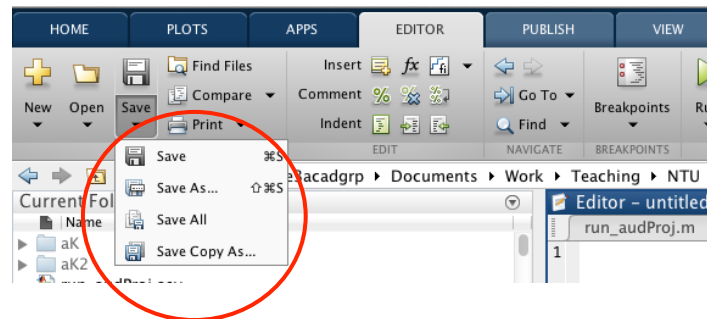 HOME PLOTS APPS EDITOR PUBLISH VIEW
Find Files Insert fx
New Open Save Compare Comment Go To Breakpoints
Print Indent Find
EDIT NAVIGATE BREAKPOINTS
Save ⌘S
Save As... ⇧⌘S
Save All
Save Copy As...
Bacadgrp Documents Work Teaching NTU
Current Fol Editor – untitled
Name run_audProj.m
aK 1
aK2